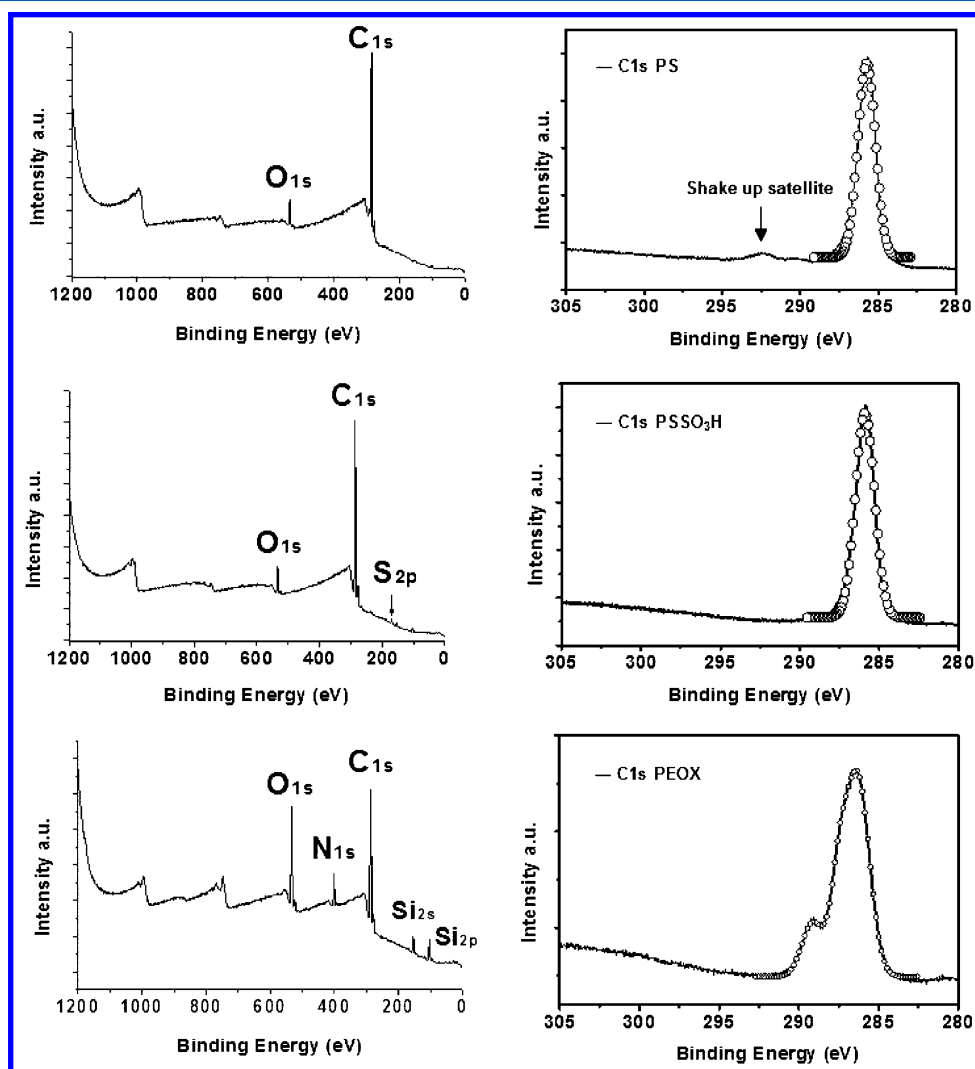 C1s
O1s
Intensity a.u.
1200 1000 800 600 400 200 0
Binding Energy (eV)
— C1s PS
Shake up satellite
Intensity a.u.
305 300 295 290 285 280
Binding Energy (eV)
C1s
O1s
S2p
Intensity a.u.
1200 1000 800 600 400 200 0
Binding Energy (eV)
— C1s PSSO₃H
Intensity a.u.
305 300 295 290 285 280
Binding Energy (eV)
C1s
O1s
N1s
Si2s
Si2p
Intensity a.u.
1200 1000 800 600 400 200 0
Binding Energy (eV)
— C1s PEOX
Intensity a.u.
305 300 295 290 285 280
Binding Energy (eV)